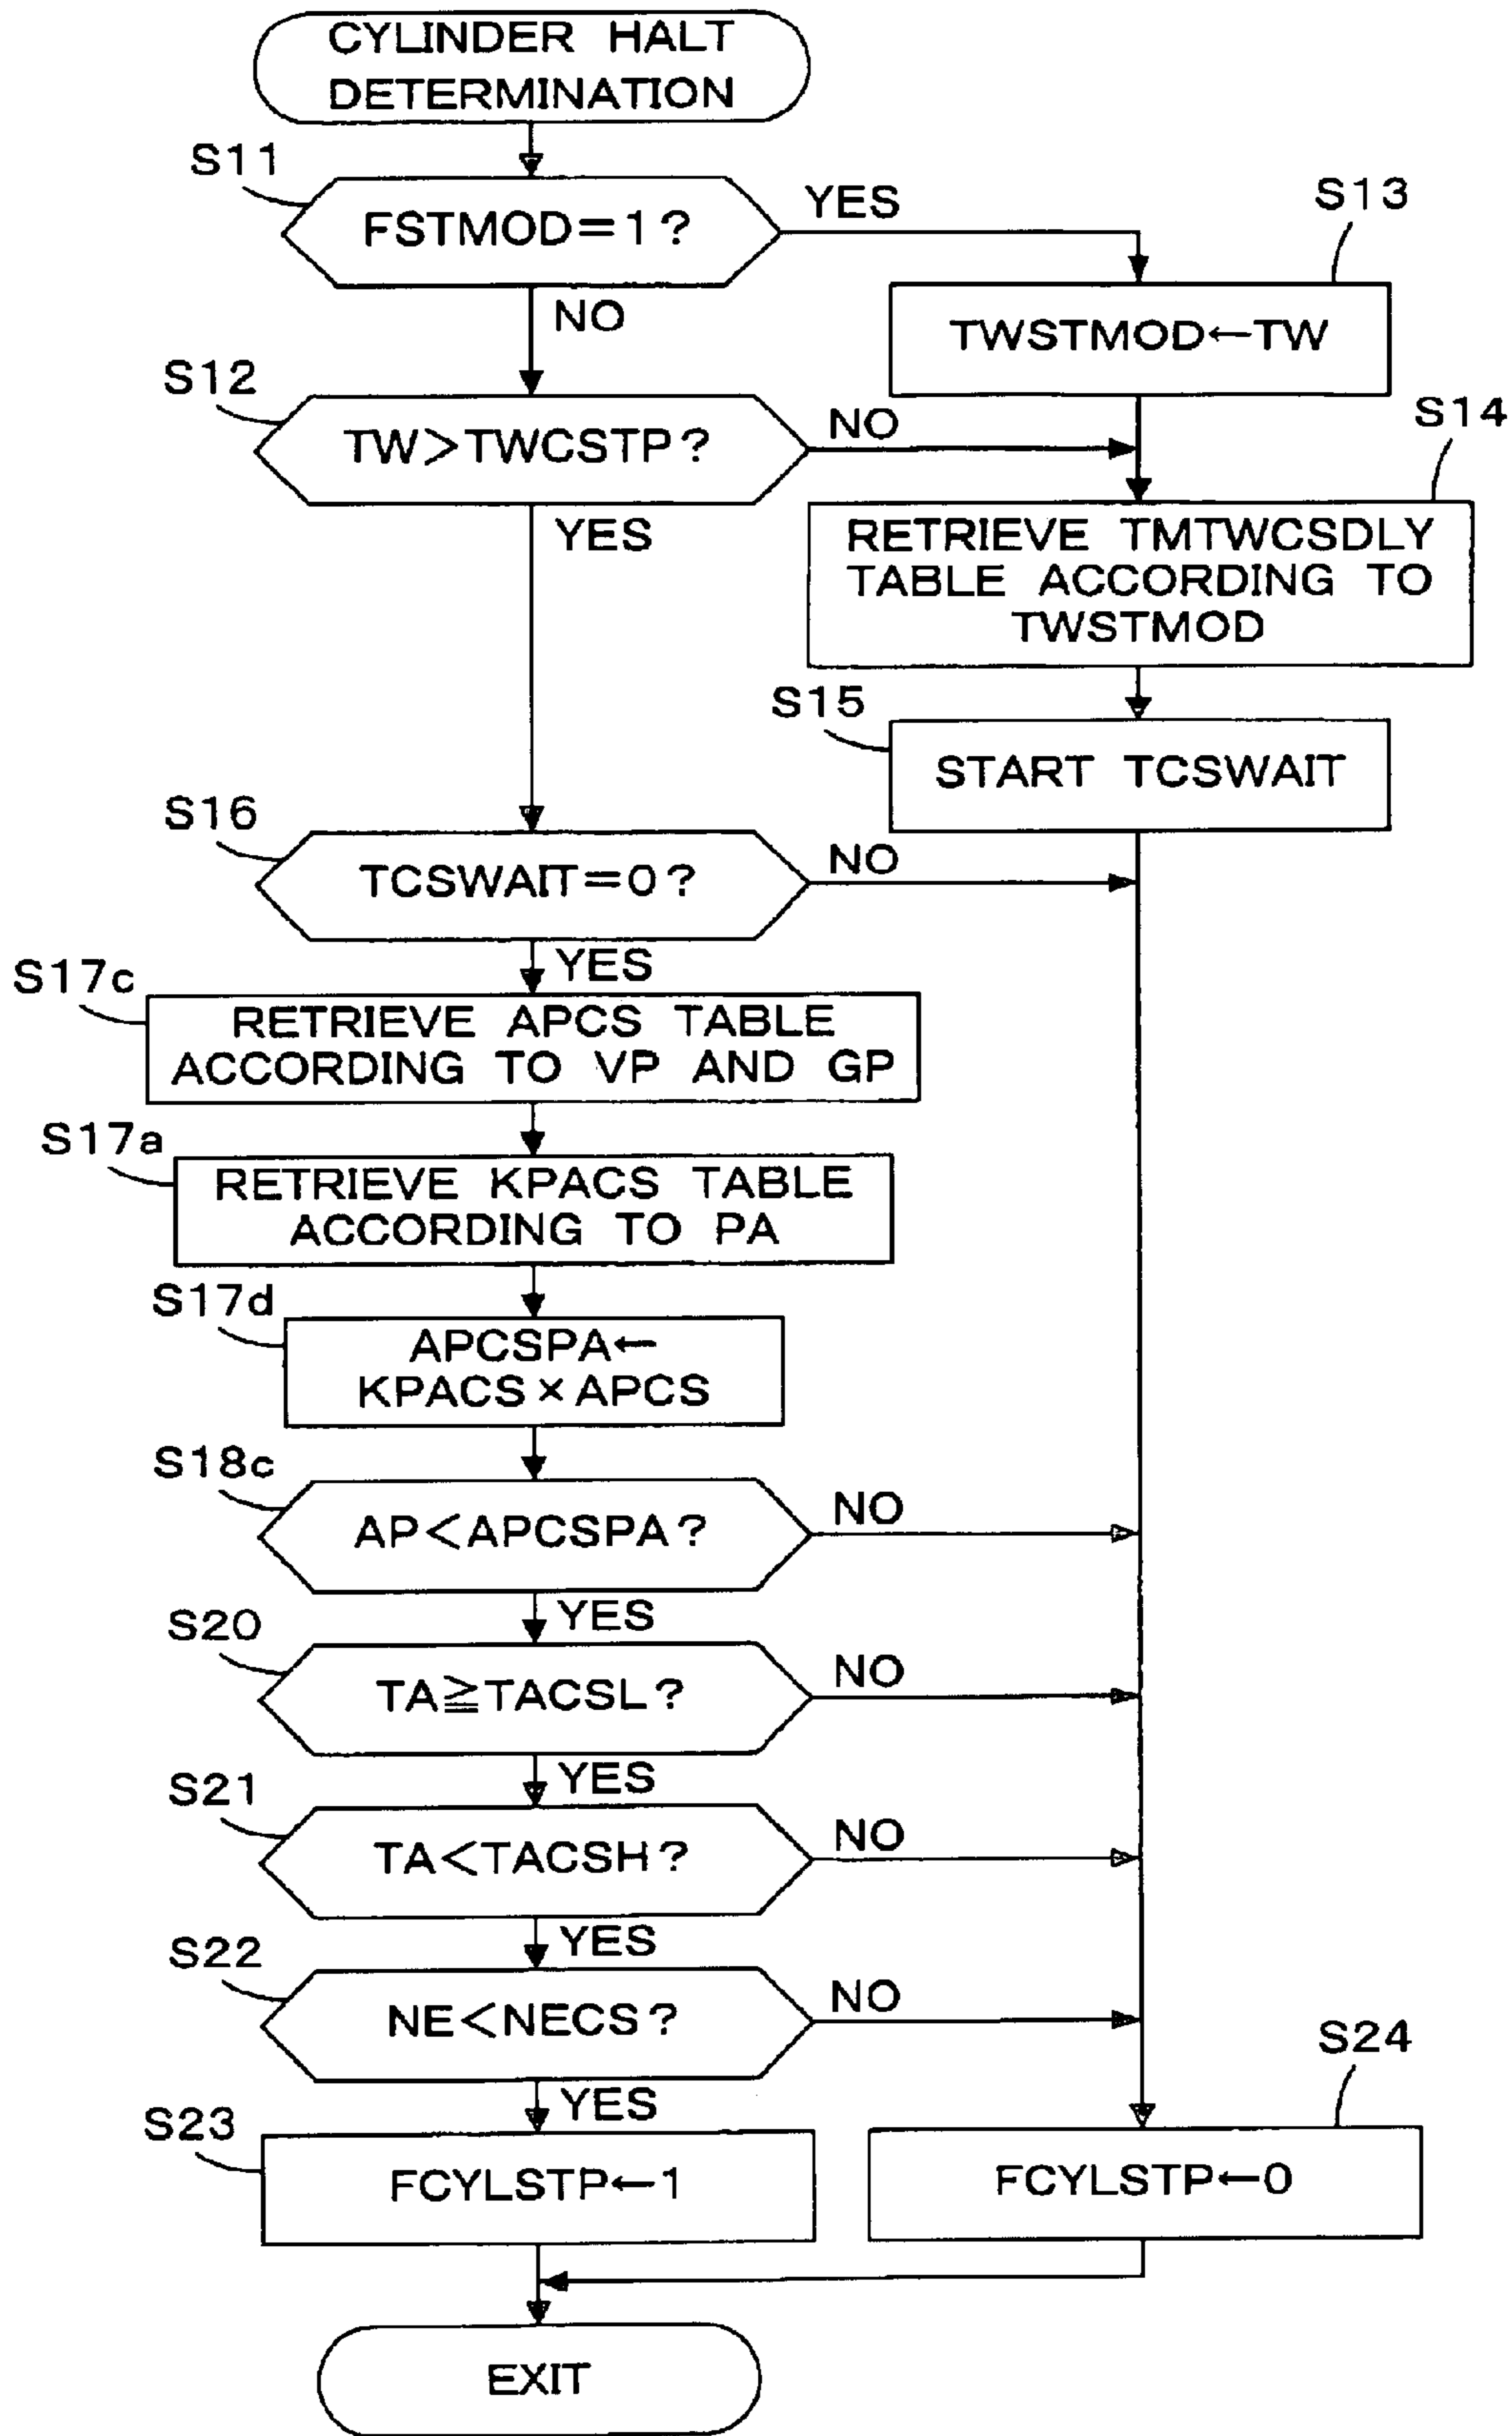 CYLINDER HALT
DETERMINATION
S11
FSTMOD=1?
YES
NO
S13
TWSTMOD←TW
S12
TW>TWCSTP?
NO
YES
S14
RETRIEVE TMTWCSDLY
TABLE ACCORDING TO
TWSTMOD
S15
START TCSWAIT
S16
TCSWAIT=0?
NO
YES
S17c
RETRIEVE APCS TABLE
ACCORDING TO VP AND GP
S17a
RETRIEVE KPACS TABLE
ACCORDING TO PA
S17d
APCSPA←
KPACS×APCS
S18c
AP<APCSPA?
NO
YES
S20
TA≧TACSL?
NO
YES
S21
TA<TACSH?
NO
YES
S22
NE<NECS?
NO
YES
S23
FCYLSTP←1
S24
FCYLSTP←0
EXIT